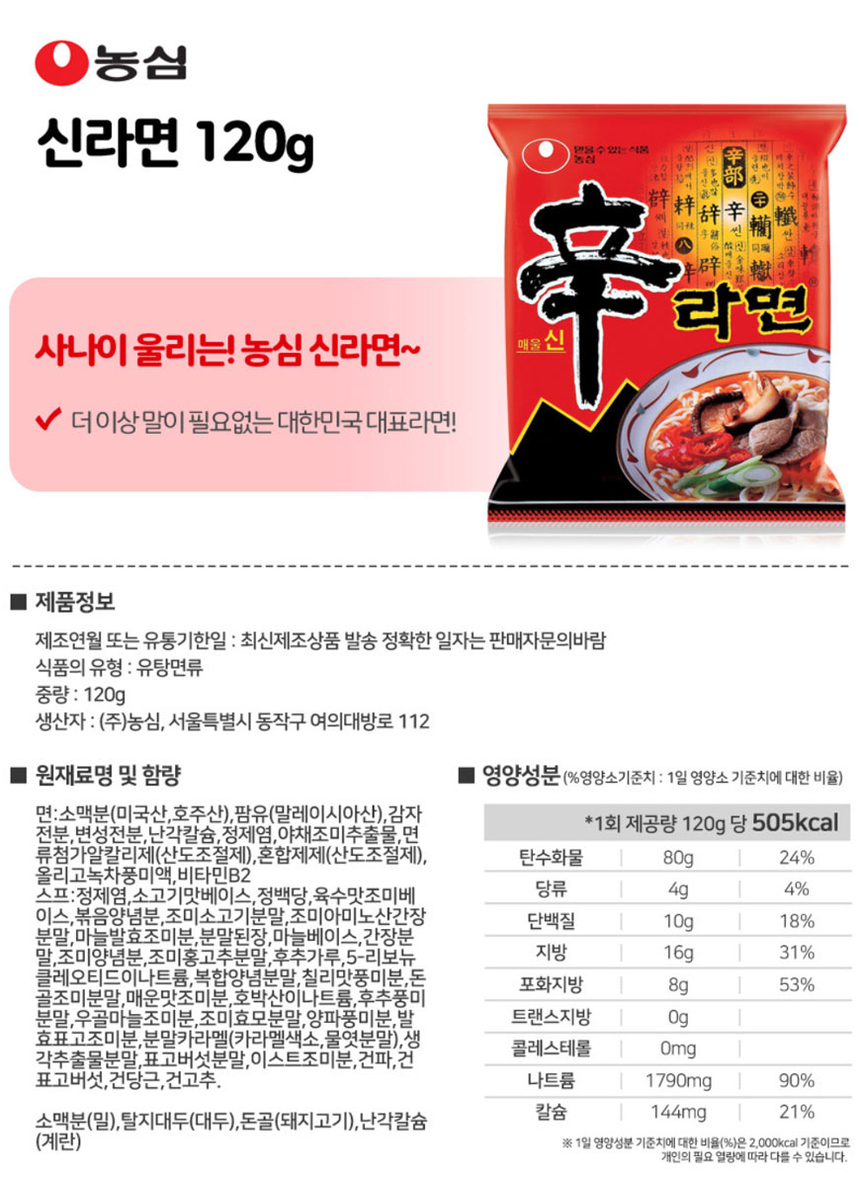 농심
신라면 120g
믿을 수 있는 식품
농심
辛部
辛
라면
매울 신
사나이 울리는! 농심 신라면~
더 이상 말이 필요없는 대한민국 대표라면!
■ 제품정보
제조연월 또는 유통기한일 : 최신제조상품 발송 정확한 일자는 판매자문의바람
식품의 유형 : 유탕면류
중량 : 120g
생산자 : (주)농심, 서울특별시 동작구 여의대방로 112
■ 원재료명 및 함량
면:소맥분(미국산,호주산),팜유(말레이시아산),감자
전분,변성전분,난각칼슘,정제염,야채조미추출물,면
류첨가알칼리제(산도조절제),혼합제제(산도조절제),
올리고녹차풍미액,비타민B2
스프:정제염,소고기맛베이스,정백당,육수맛조미베
이스,볶음양념분,조미소고기분말,조미아미노산간장
분말,마늘발효조미분,분말된장,마늘베이스,간장분
말,조미양념분,조미홍고추분말,후추가루,5-리보뉴
클레오티드이나트륨,복합양념분말,칠리맛풍미분,돈
골조미분말,매운맛조미분,호박산이나트륨,후추풍미
분말,우골마늘조미분,조미효모분말,양파풍미분,발
효표고조미분,분말카라멜(카라멜색소,물엿분말),생
각추출물분말,표고버섯분말,이스트조미분,건파,건
표고버섯,건당근,건고추.
소맥분(밀),탈지대두(대두),돈골(돼지고기),난각칼슘
(계란)
■ 영양성분 (%영양소기준치 : 1일 영양소 기준치에 대한 비율)
*1회 제공량 120g 당 505kcal
탄수화물 80g 24%
당류 4g 4%
단백질 10g 18%
지방 16g 31%
포화지방 8g 53%
트랜스지방 0g
콜레스테롤 0mg
나트륨 1790mg 90%
칼슘 144mg 21%
※ 1일 영양성분 기준치에 대한 비율(%)은 2,000kcal 기준이므로
개인의 필요 열량에 따라 다를 수 있습니다.